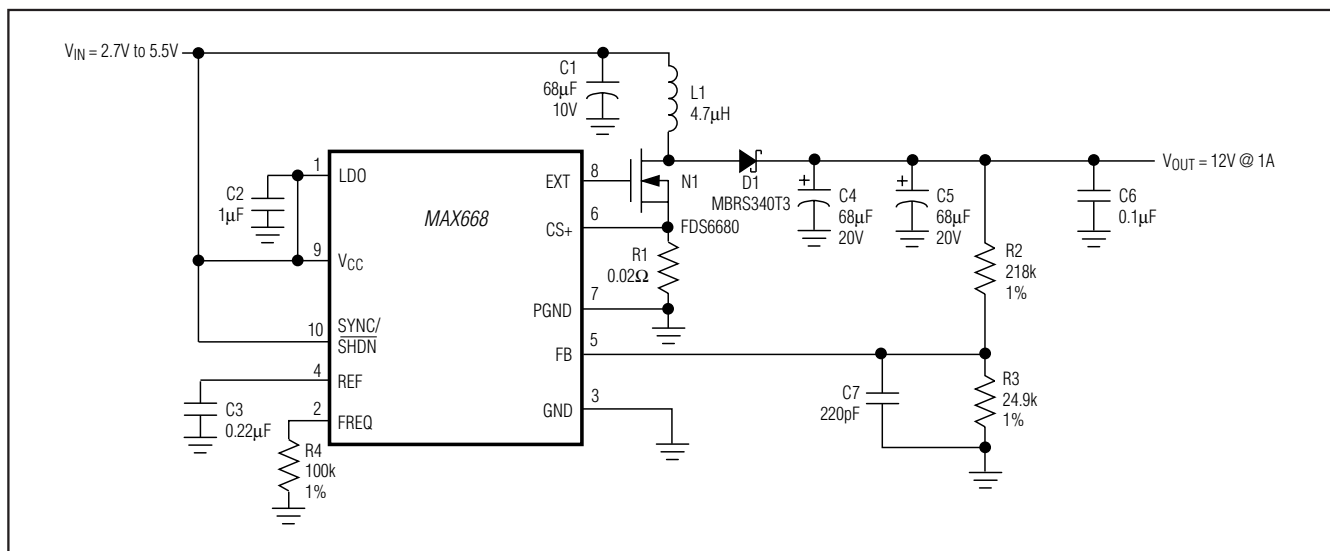 VIN = 2.7V to 5.5V
C1
68µF
10V
L1
4.7µH
1
LDO
C2
1µF
MAX668
EXT
8
N1
FDS6680
D1
MBRS340T3
C4
68µF
20V
C5
68µF
20V
VOUT = 12V @ 1A
C6
0.1µF
CS+
6
9
VCC
R1
0.02Ω
R2
218k
1%
PGND
7
10
SYNC/
SHDN
FB
5
4
REF
C3
0.22µF
2
FREQ
R4
100k
1%
GND
3
C7
220pF
R3
24.9k
1%
+
+